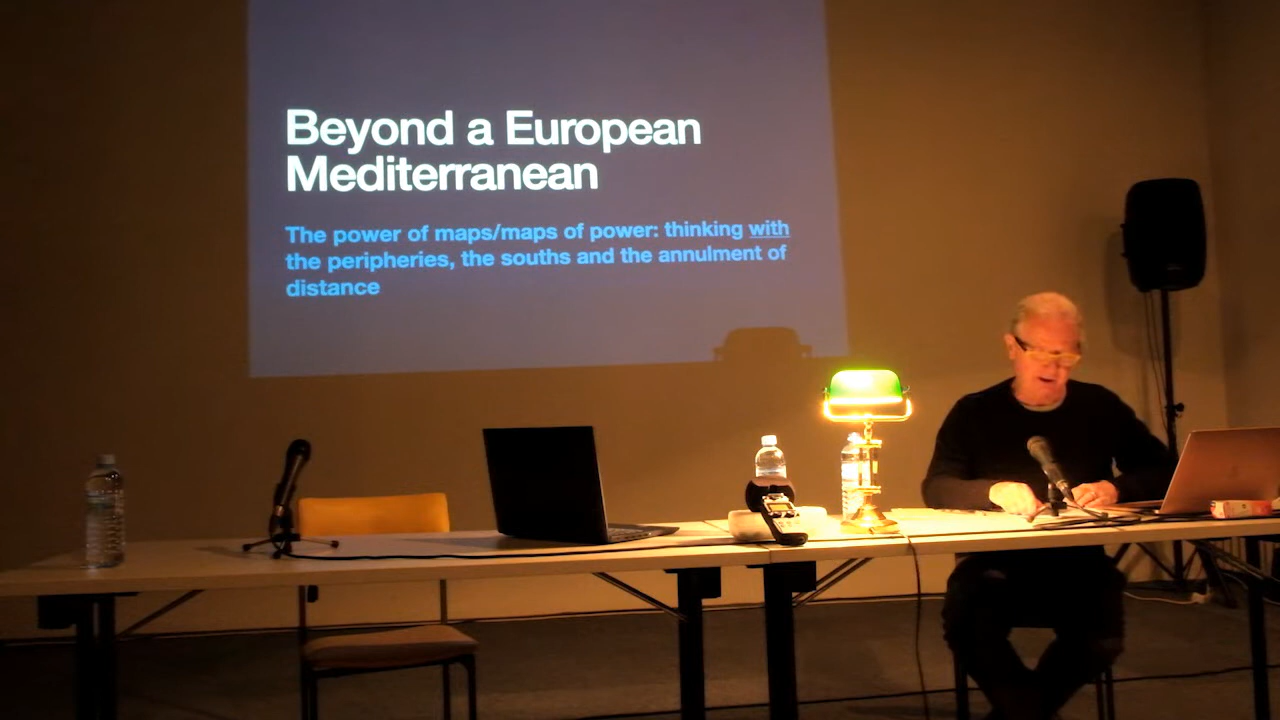 Beyond a European
Mediterranean
The power of maps/maps of power: thinking with
the peripheries, the souths and the annulment of
distance